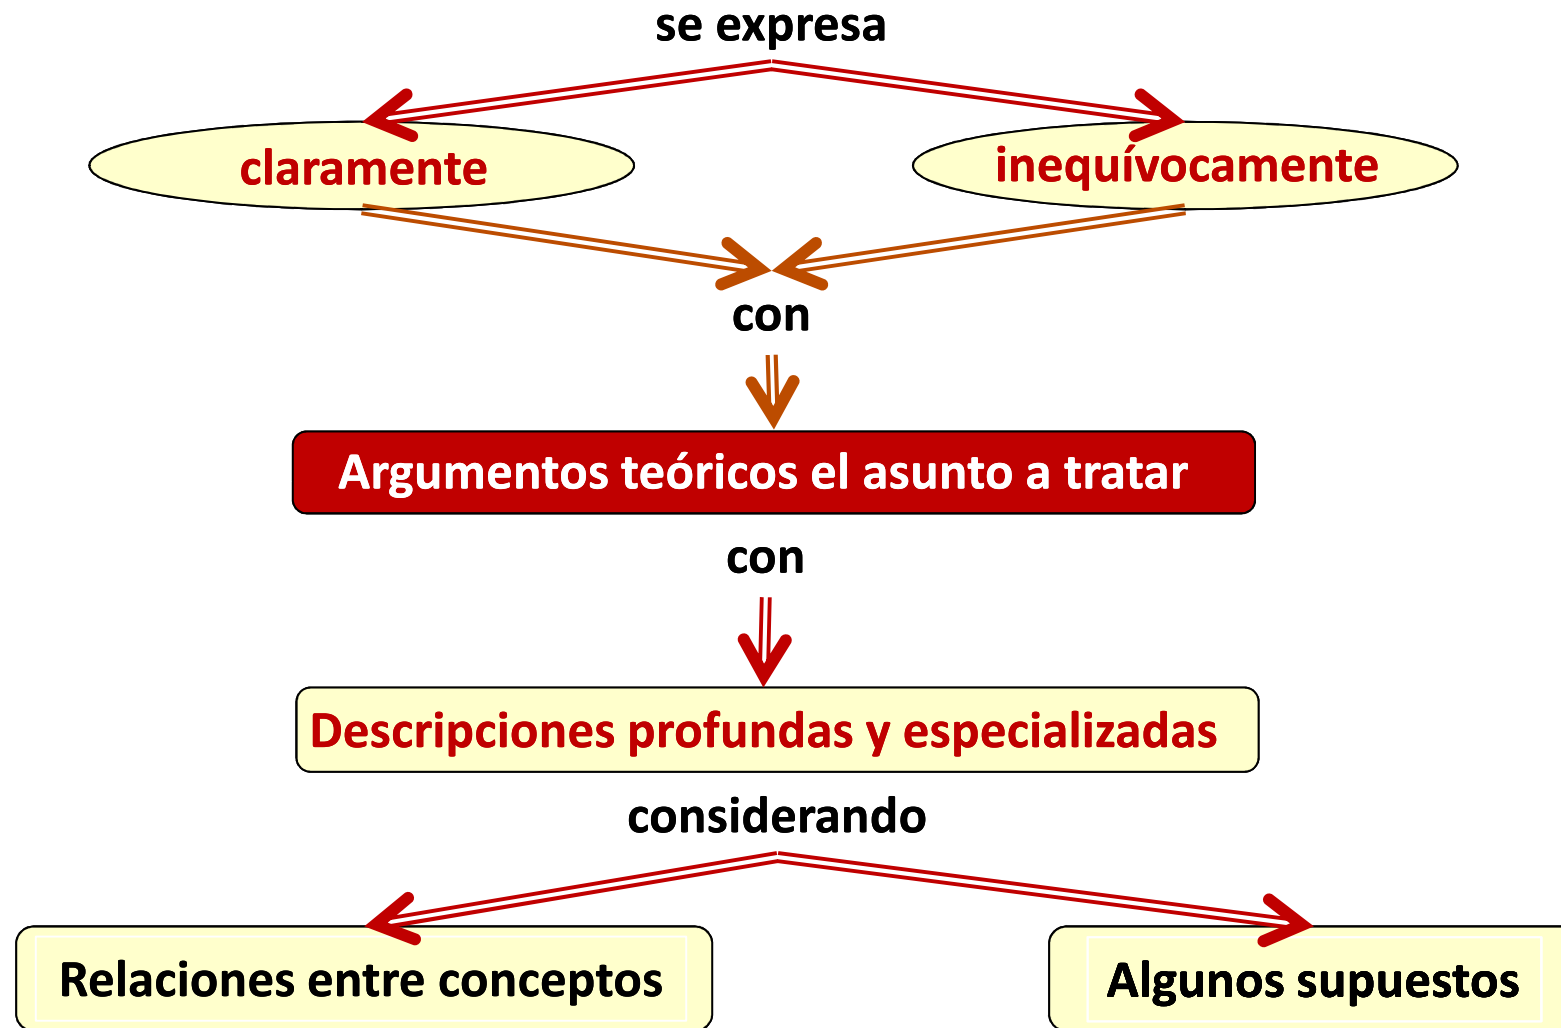 se expresa
claramente
inequívocamente
con
Argumentos teóricos el asunto a tratar
con
Descripciones profundas y especializadas
considerando
Relaciones entre conceptos
Algunos supuestos